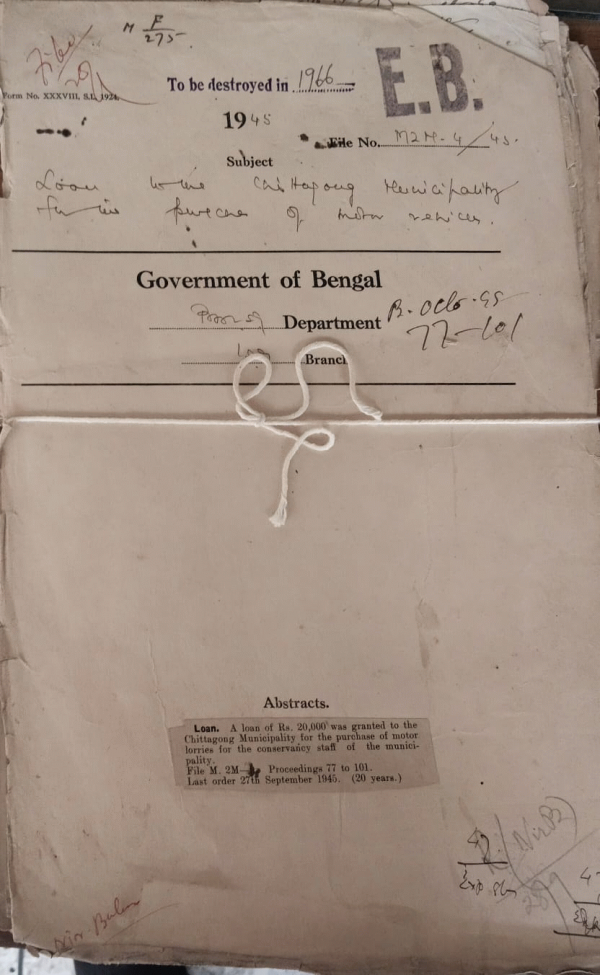 M F/275
To be destroyed in 1966
E.B.
Form No. XXXVIII, S.L. 1924.
1945
File No. M2M-4/45.
Subject
Loan to the Chittagong Municipality
for the purchase of motor vehicles.
Government of Bengal
Department B. Octo-45
77-101
Branch
Abstracts.
Loan. A loan of Rs. 20,000 was granted to the
Chittagong Municipality for the purchase of motor
lorries for the conservancy staff of the munici-
pality.
File M. 2M- Proceedings 77 to 101.
Last order 27th September 1945. (20 years.)